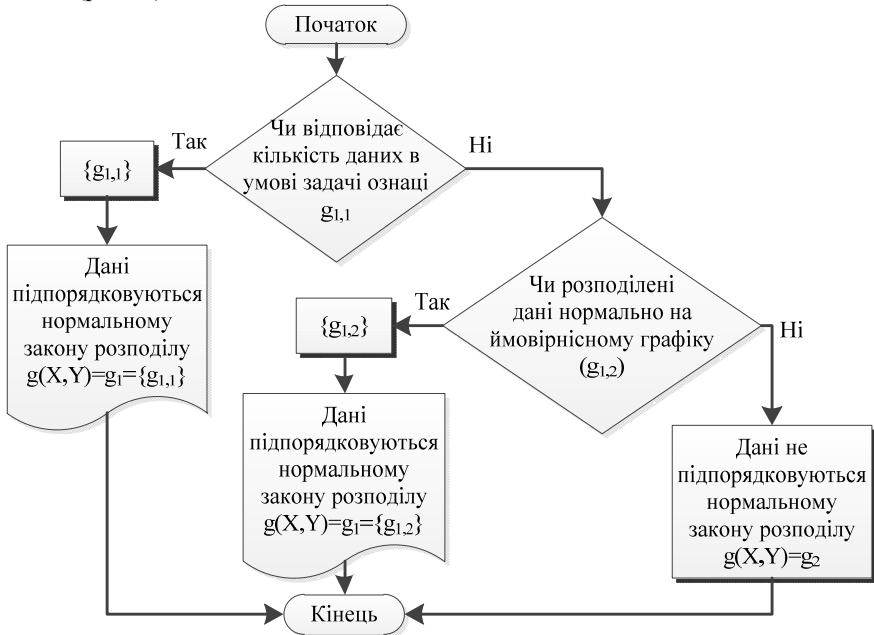 Початок
Чи відповідає
кількість даних в
умові задачі ознаці
g1,1
Так
Ні
{g1,1}
Дані
підпорядковуються
нормальному
закону розподілу
g(X,Y)=g1={g1,1}
Чи розподілені
дані нормально на
ймовірнісному графіку
(g1,2)
Так
Ні
{g1,2}
Дані
підпорядковуються
нормальному
закону розподілу
g(X,Y)=g1={g1,2}
Дані не
підпорядковуються
нормальному
закону розподілу
g(X,Y)=g2
Кінець